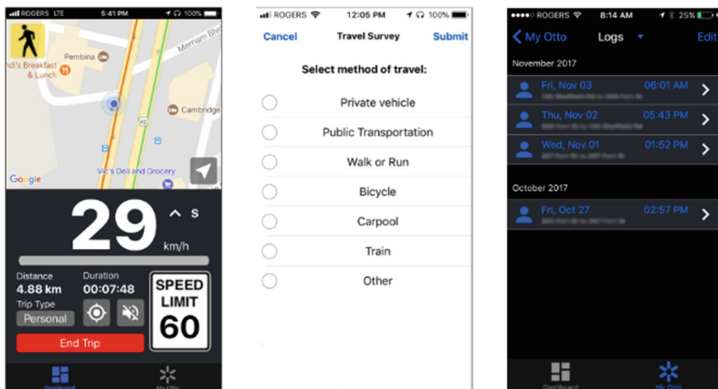 ROGERS LTE 5:41 PM 100%
Merriam Blvd
Pembina
ndi's Breakfast
& Lunch
Cambridge
Vic's Deli and Grocery
Google
29
S
km/h
Distance
4.88 km
Duration
00:07:48
Trip Type
Personal
SPEED
LIMIT
60
End Trip
Dashboard
My Otto
ROGERS 12:05 PM 100%
Cancel Travel Survey Submit
Select method of travel:
Private vehicle
Public Transportation
Walk or Run
Bicycle
Carpool
Train
Other
ROGERS 8:14 AM 25%
My Otto Logs Edit
November 2017
Fri, Nov 03 06:01 AM
Thu, Nov 02 05:43 PM
Wed, Nov 01 01:52 PM
October 2017
Fri, Oct 27 02:57 PM
Dashboard
My Otto